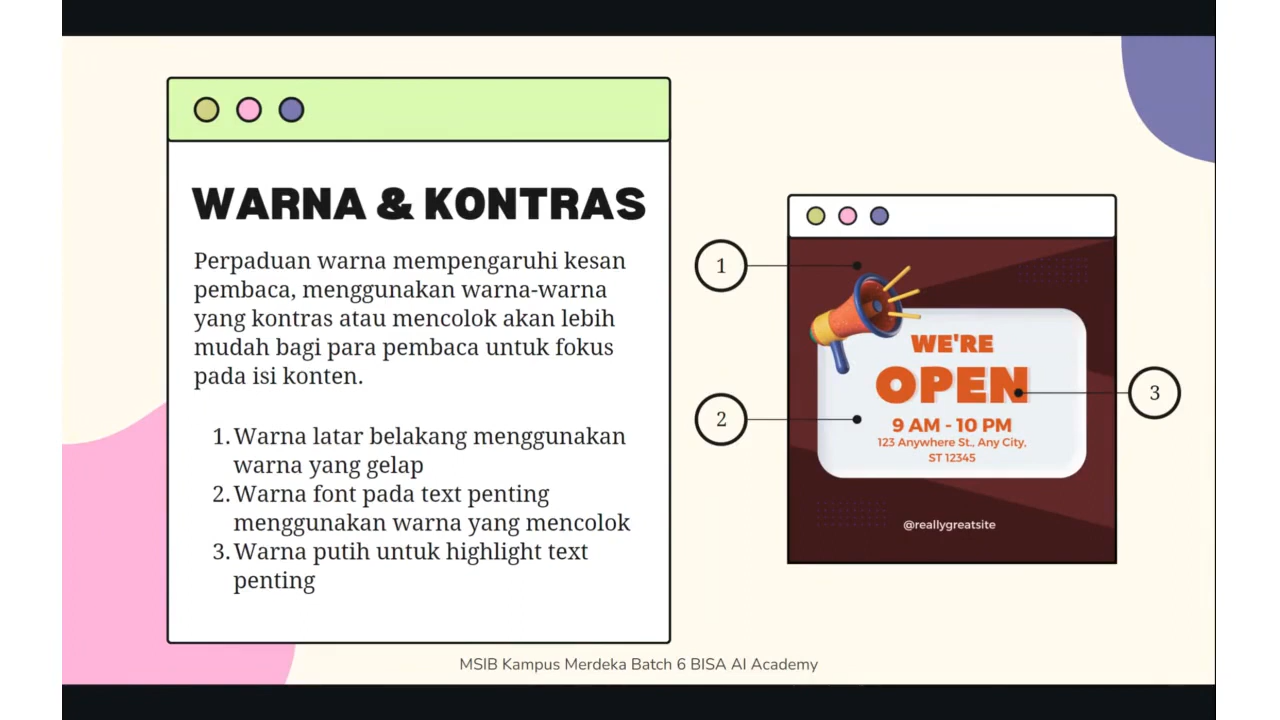 WARNA & KONTRAS
Perpaduan warna mempengaruhi kesan
pembaca, menggunakan warna-warna
yang kontras atau mencolok akan lebih
mudah bagi para pembaca untuk fokus
pada isi konten.
1. Warna latar belakang menggunakan
warna yang gelap
2. Warna font pada text penting
menggunakan warna yang mencolok
3. Warna putih untuk highlight text
penting
1
2
3
WE'RE
OPEN
9 AM - 10 PM
123 Anywhere St., Any City,
ST 12345
@reallygreatsite
MSIB Kampus Merdeka Batch 6 BISA AI Academy